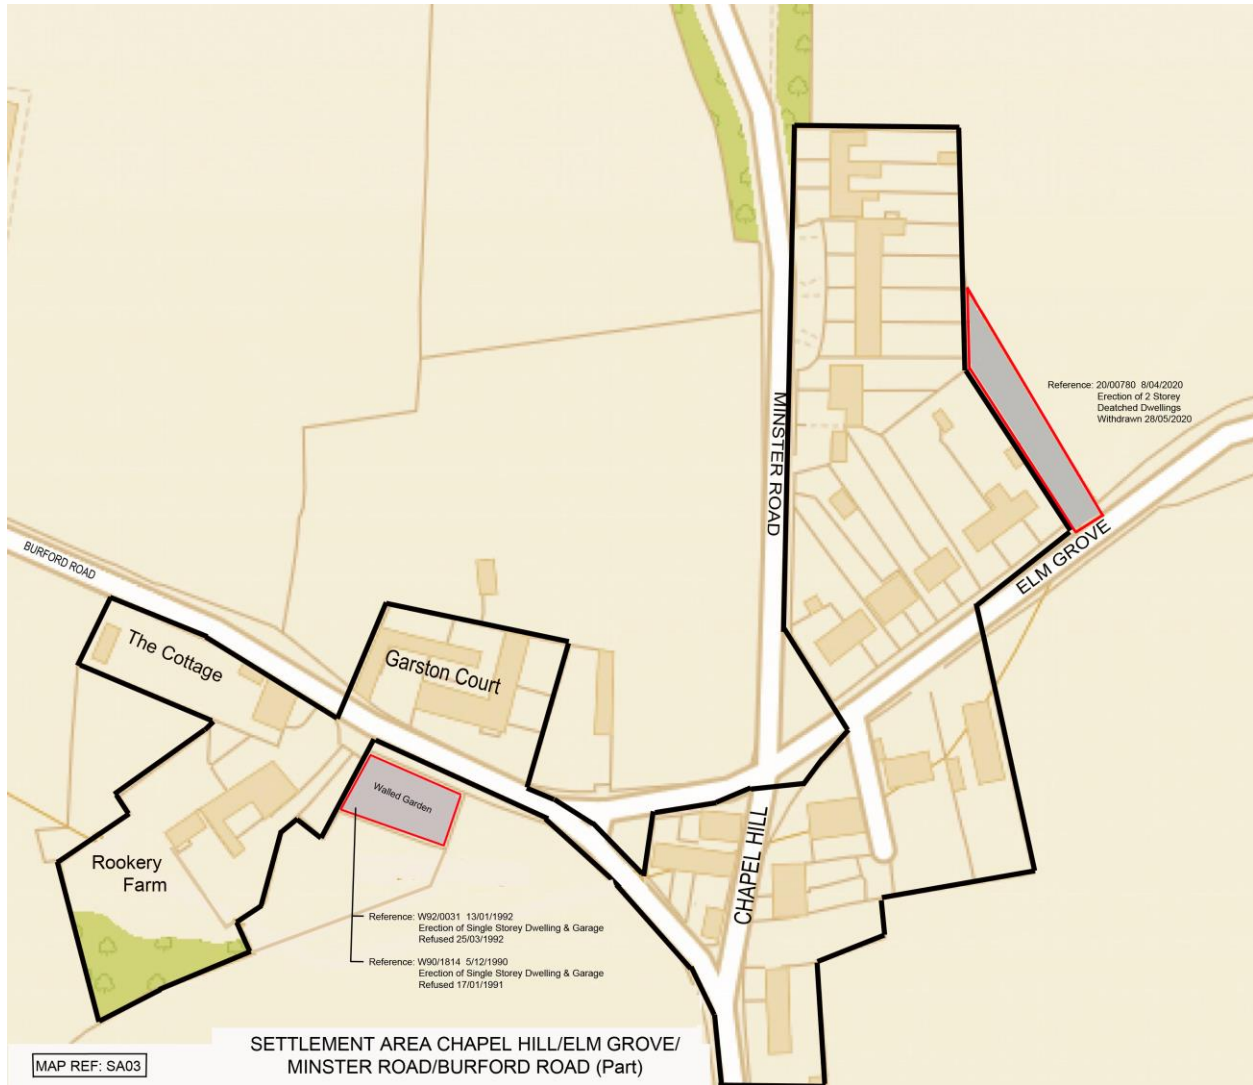 MINSTER ROAD
Reference: 20/00780 8/04/2020
Erection of 2 Storey
Deatched Dwellings
Withdrawn 28/05/2020
ELM GROVE
BURFORD ROAD
The Cottage
Garston Court
Walled Garden
Rookery
Farm
CHAPEL HILL
Reference: W92/0031 13/01/1992
Erection of Single Storey Dwelling & Garage
Refused 25/03/1992
Reference: W90/1814 5/12/1990
Erection of Single Storey Dwelling & Garage
Refused 17/01/1991
SETTLEMENT AREA CHAPEL HILL/ELM GROVE/
MINSTER ROAD/BURFORD ROAD (Part)
MAP REF: SA03